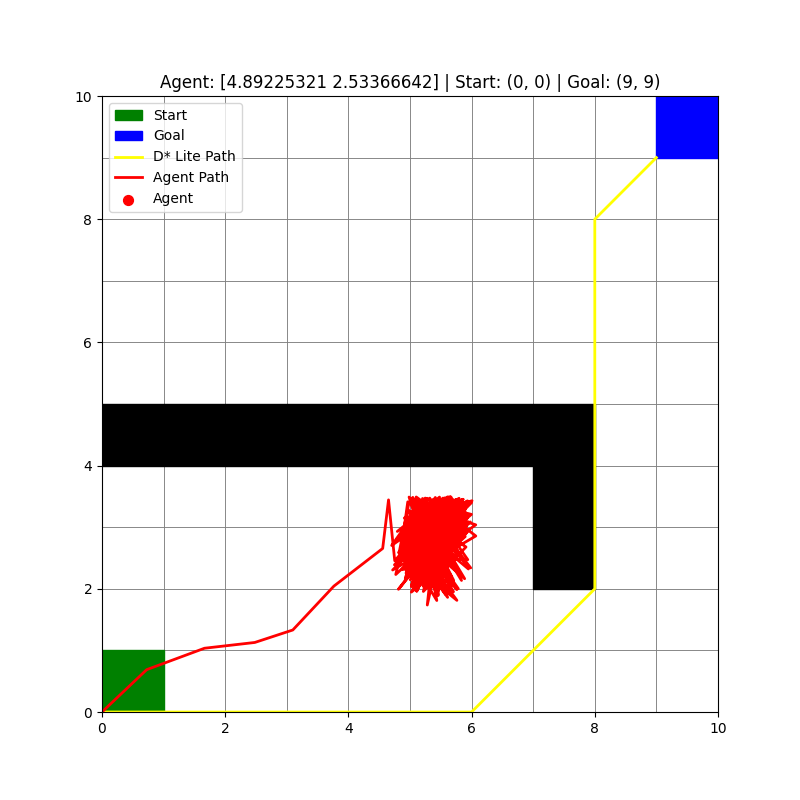 Agent: [4.89225321 2.53366642] | Start: (0, 0) | Goal: (9, 9)
Start
Goal
D* Lite Path
Agent Path
Agent
10
8
6
4
2
0
0 2 4 6 8 10